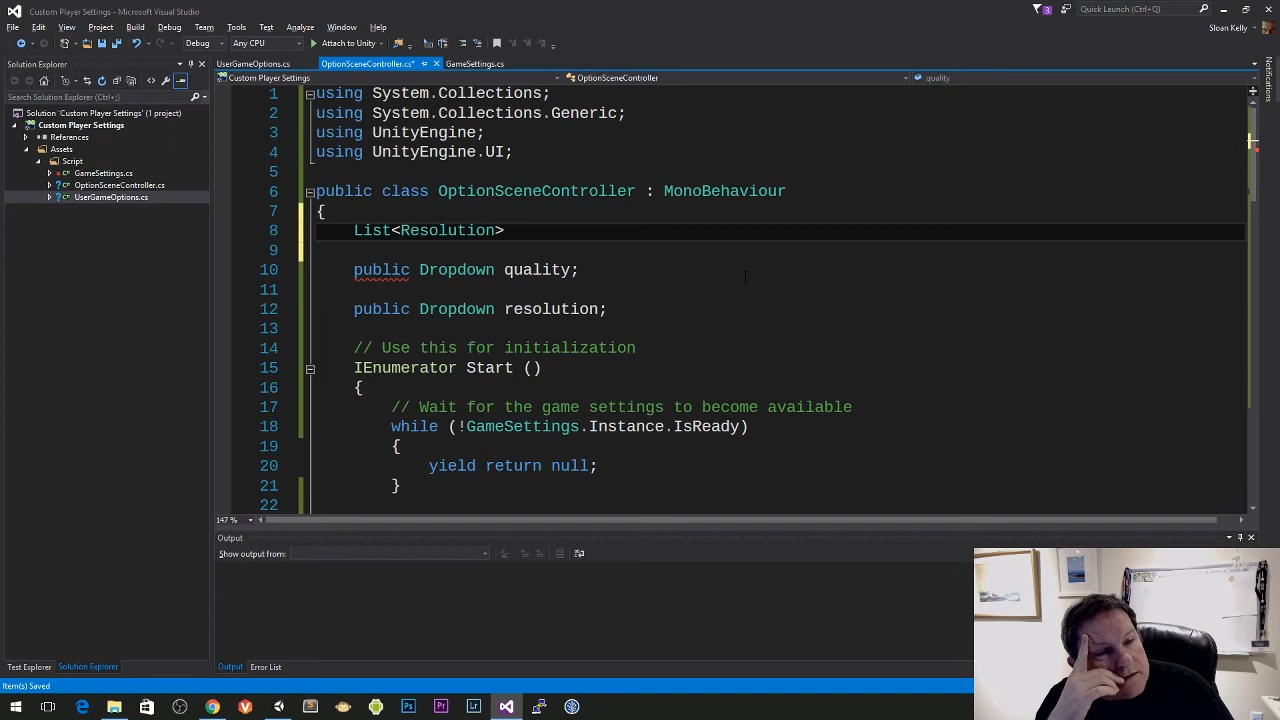 Custom Player Settings - Microsoft Visual Studio
3
Quick Launch (Ctrl+Q)
File Edit View Project Build Debug Team Tools Test Analyze Window Help
Sloan Kelly
Debug Any CPU Attach to Unity
Solution Explorer
UserGameOptions.cs OptionSceneController.cs* GameSettings.cs
Custom Player Settings OptionSceneController quality
Search Solution Explorer (Ctrl+;)
Solution 'Custom Player Settings' (1 project)
Custom Player Settings
References
Assets
Script
GameSettings.cs
OptionSceneController.cs
UserGameOptions.cs
1 using System.Collections;
2 using System.Collections.Generic;
3 using UnityEngine;
4 using UnityEngine.UI;
5
6 public class OptionSceneController : MonoBehaviour
7 {
8 List<Resolution>
9
10 public Dropdown quality;
11
12 public Dropdown resolution;
13
14 // Use this for initialization
15 IEnumerator Start ()
16 {
17 // Wait for the game settings to become available
18 while (!GameSettings.Instance.IsReady)
19 {
20 yield return null;
21 }
22
147 %
Output
Show output from:
Test Explorer Solution Explorer
Output Error List
Item(s) Saved
Notifications
Ps Pr Lr